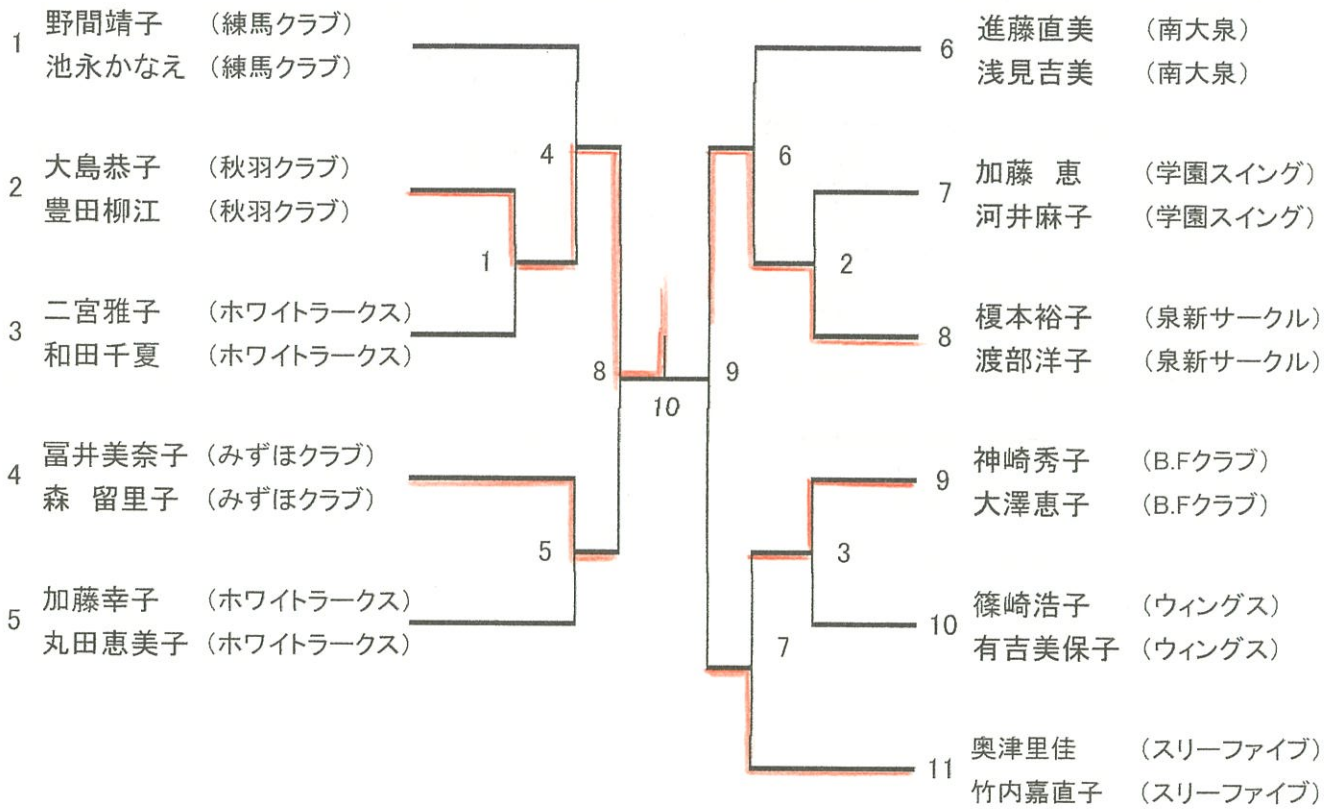 1 野間靖子 (練馬クラブ)
池永かなえ (練馬クラブ)
2 大島恭子 (秋羽クラブ)
豊田柳江 (秋羽クラブ)
3 二宮雅子 (ホワイトラークス)
和田千夏 (ホワイトラークス)
4 冨井美奈子 (みずほクラブ)
森 留里子 (みずほクラブ)
5 加藤幸子 (ホワイトラークス)
丸田恵美子 (ホワイトラークス)
4
1
5
8
10
9
6
2
3
7
6 進藤直美 (南大泉)
浅見吉美 (南大泉)
7 加藤 恵 (学園スイング)
河井麻子 (学園スイング)
8 榎本裕子 (泉新サークル)
渡部洋子 (泉新サークル)
9 神崎秀子 (B.Fクラブ)
大澤恵子 (B.Fクラブ)
10 篠崎浩子 (ウィングス)
有吉美保子 (ウィングス)
11 奥津里佳 (スリーファイブ)
竹内嘉直子 (スリーファイブ)